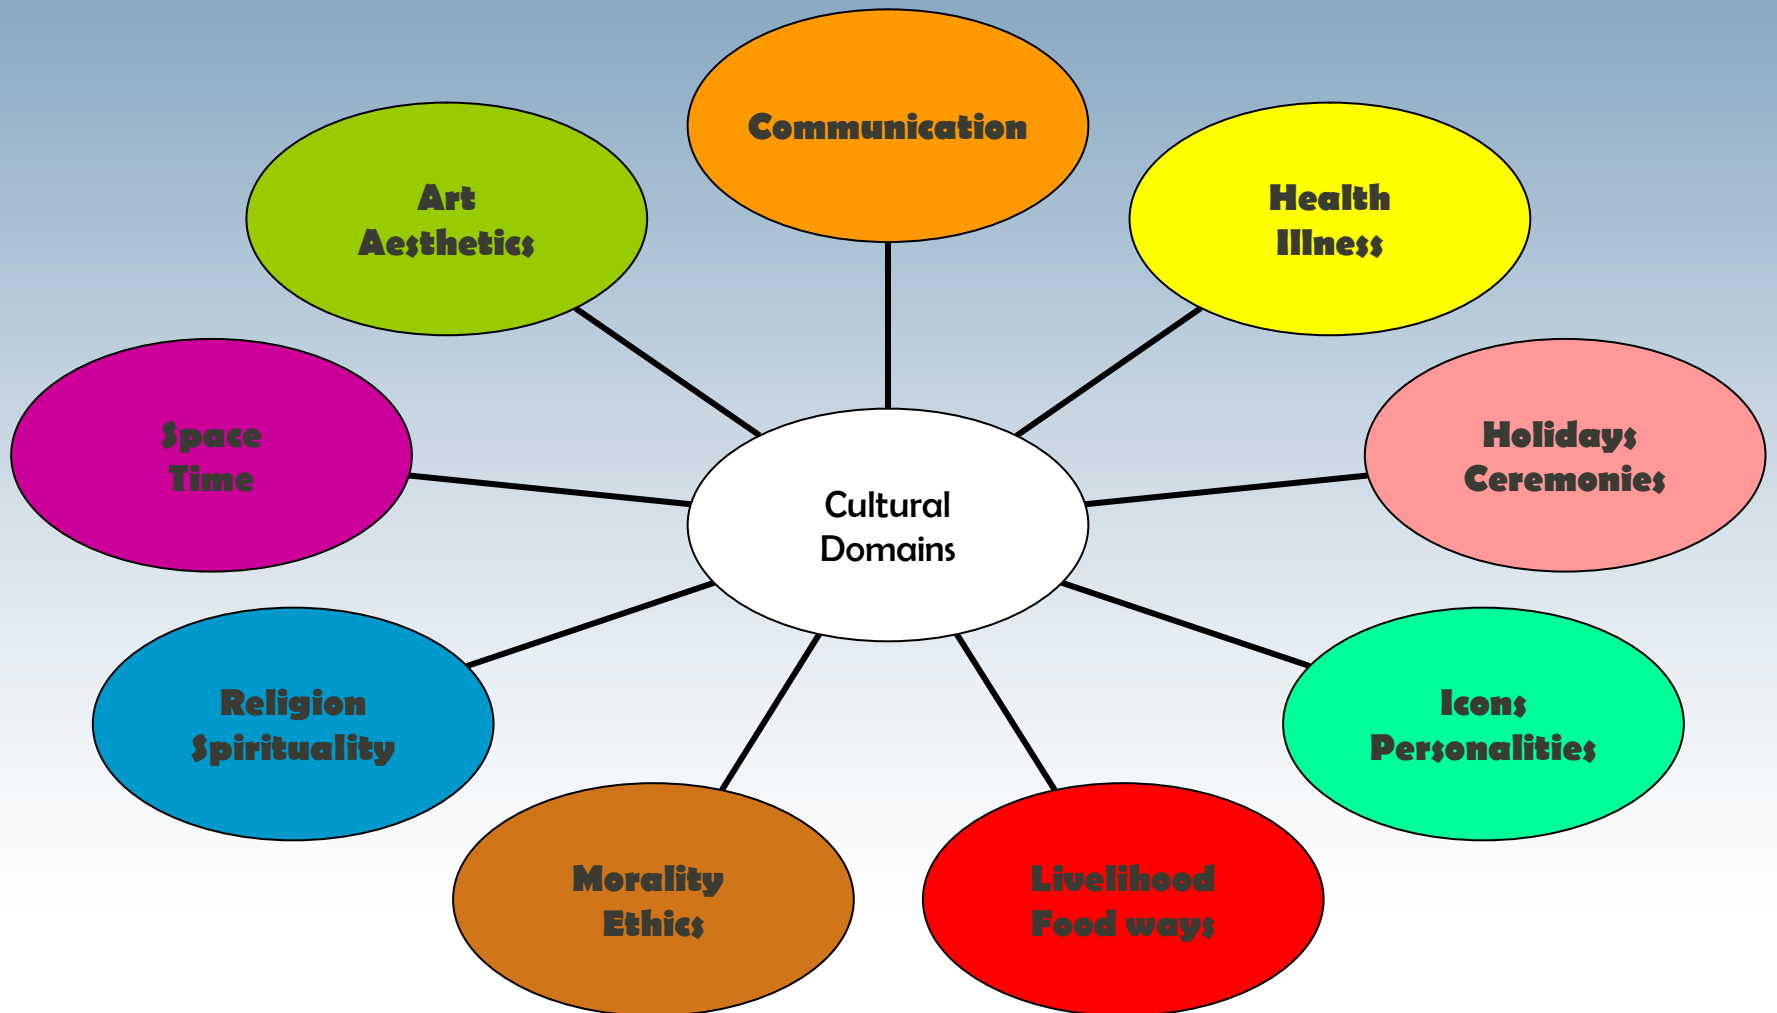 Communication
Art
Aesthetics
Health
Illness
Space
Time
Holidays
Ceremonies
Cultural
Domains
Religion
Spirituality
Icons
Personalities
Morality
Ethics
Livelihood
Food ways